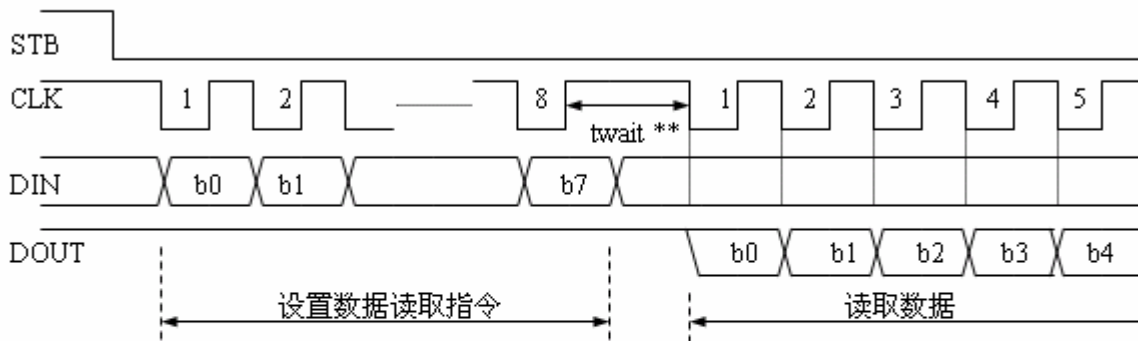 STB
CLK 1 2 8 1 2 3 4 5
twait **
DIN b0 b1 b7
DOUT b0 b1 b2 b3 b4
设置数据读取指令 读取数据